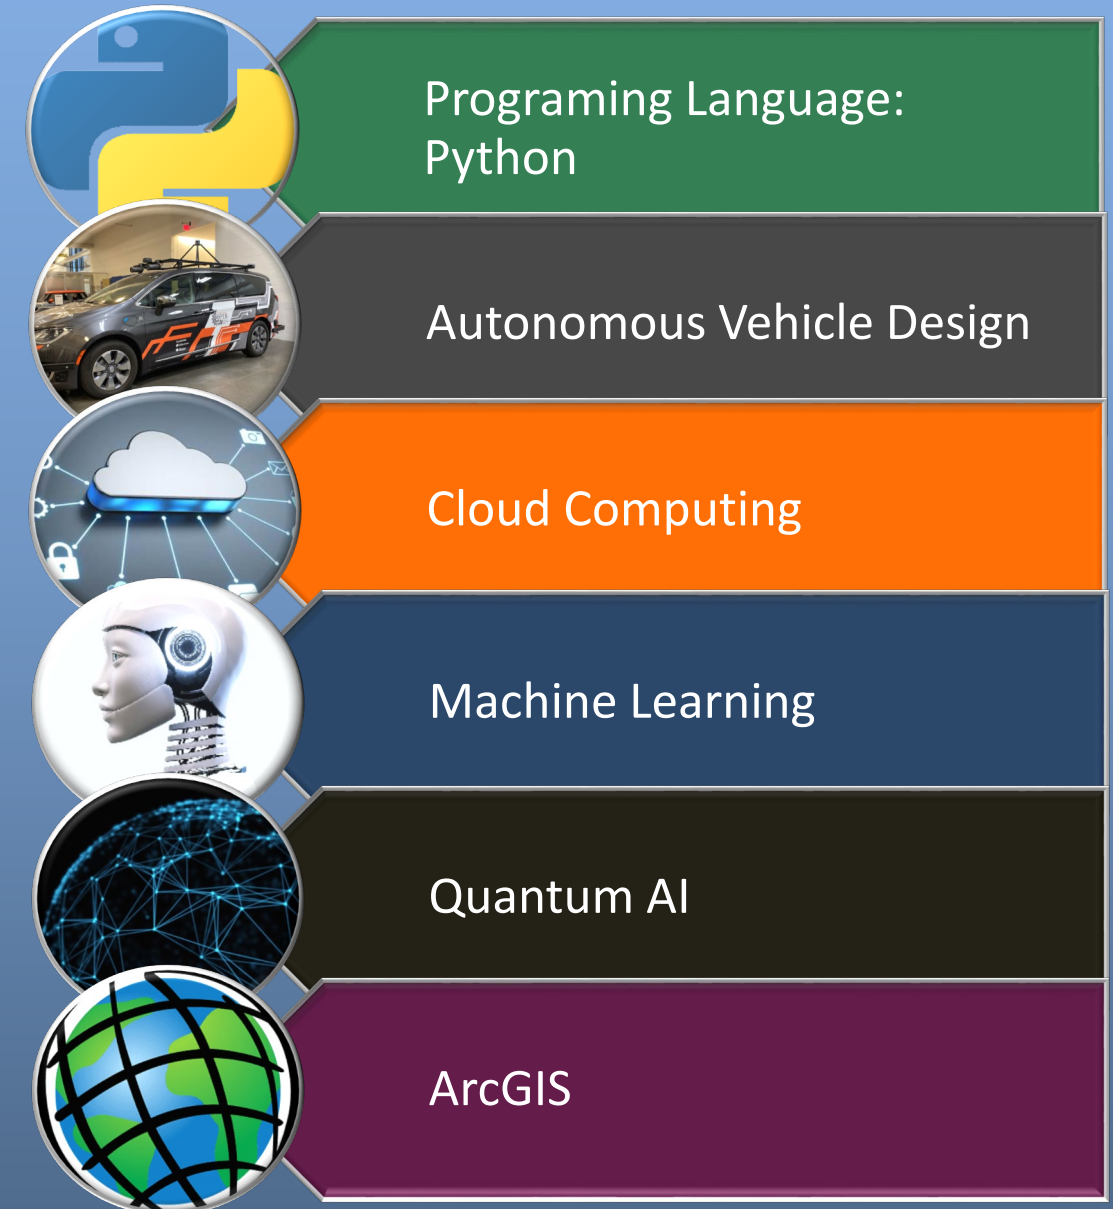 Programing Language:
Python
Autonomous Vehicle Design
Cloud Computing
Machine Learning
Quantum AI
ArcGIS